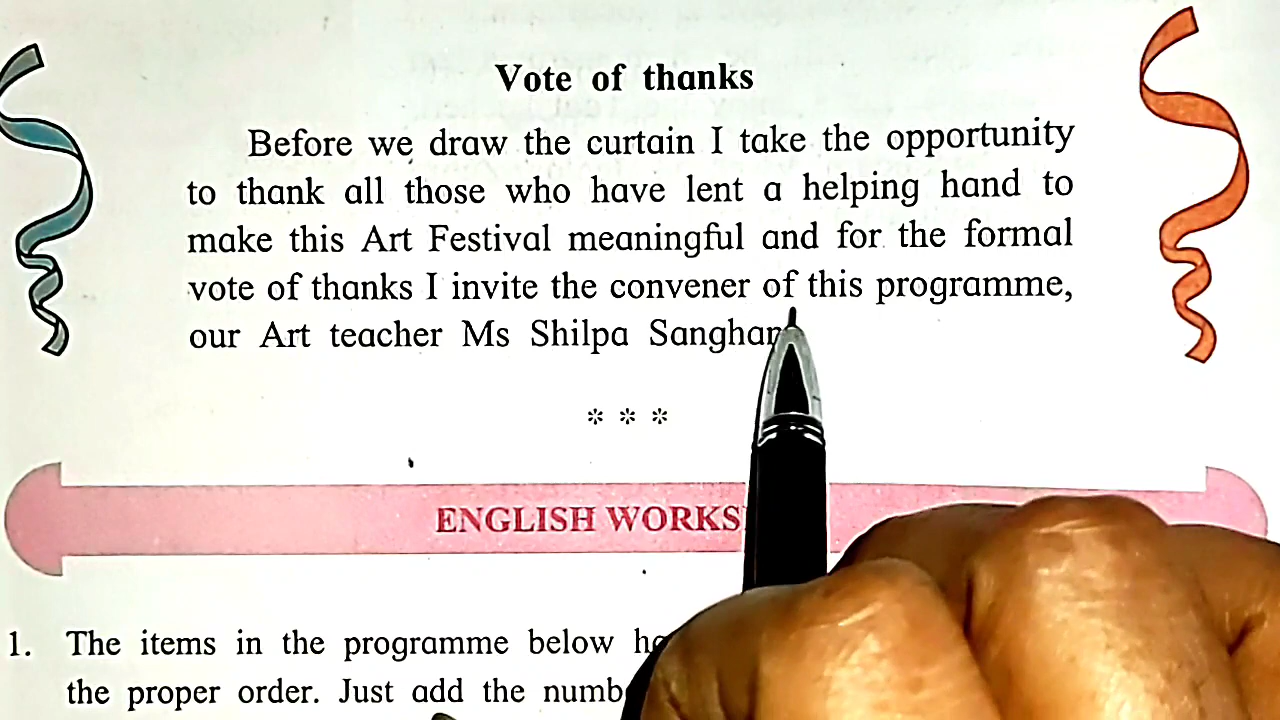 Vote of thanks
Before we draw the curtain I take the opportunity
to thank all those who have lent a helping hand to
make this Art Festival meaningful and for the formal
vote of thanks I invite the convener of this programme,
our Art teacher Ms Shilpa
* * *
ENGLISH
1. The items in the programme below
the proper order. Just add the